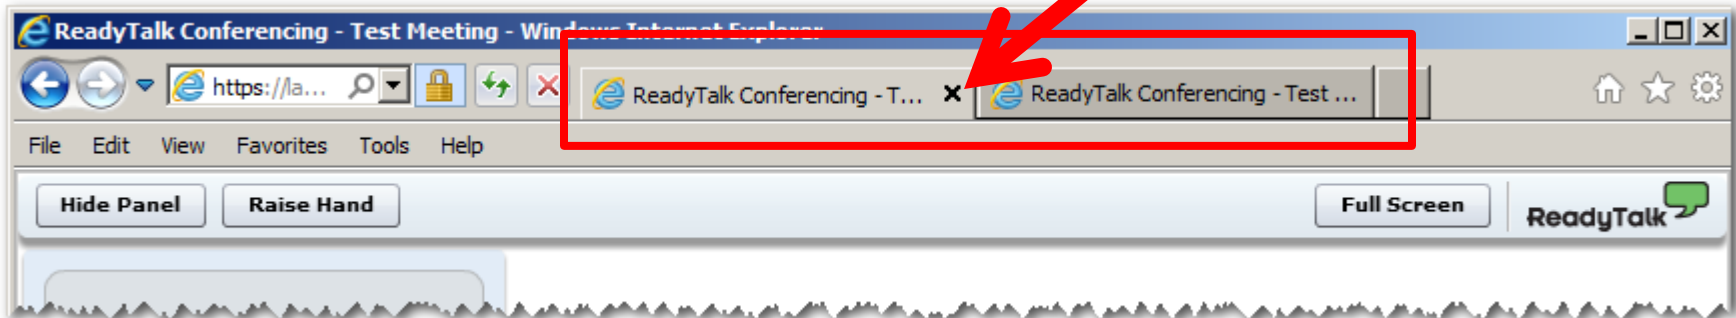 ReadyTalk Conferencing - Test Meeting - Windows Internet Explorer
https://la...
ReadyTalk Conferencing - T...
ReadyTalk Conferencing - Test ...
File Edit View Favorites Tools Help
Hide Panel Raise Hand Full Screen ReadyTalk